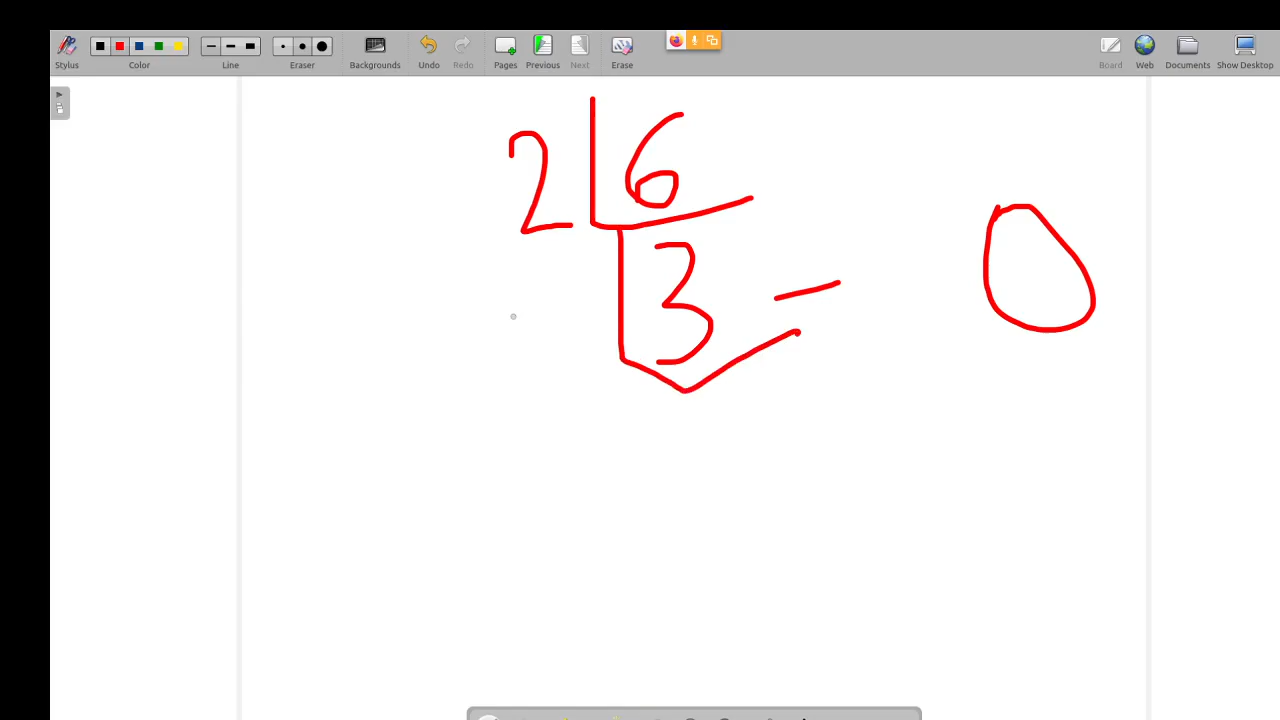 Stylus Color Line Eraser Backgrounds Undo Redo Pages Previous Next Erase Board Web Documents Show Desktop
2 6
3 - 0